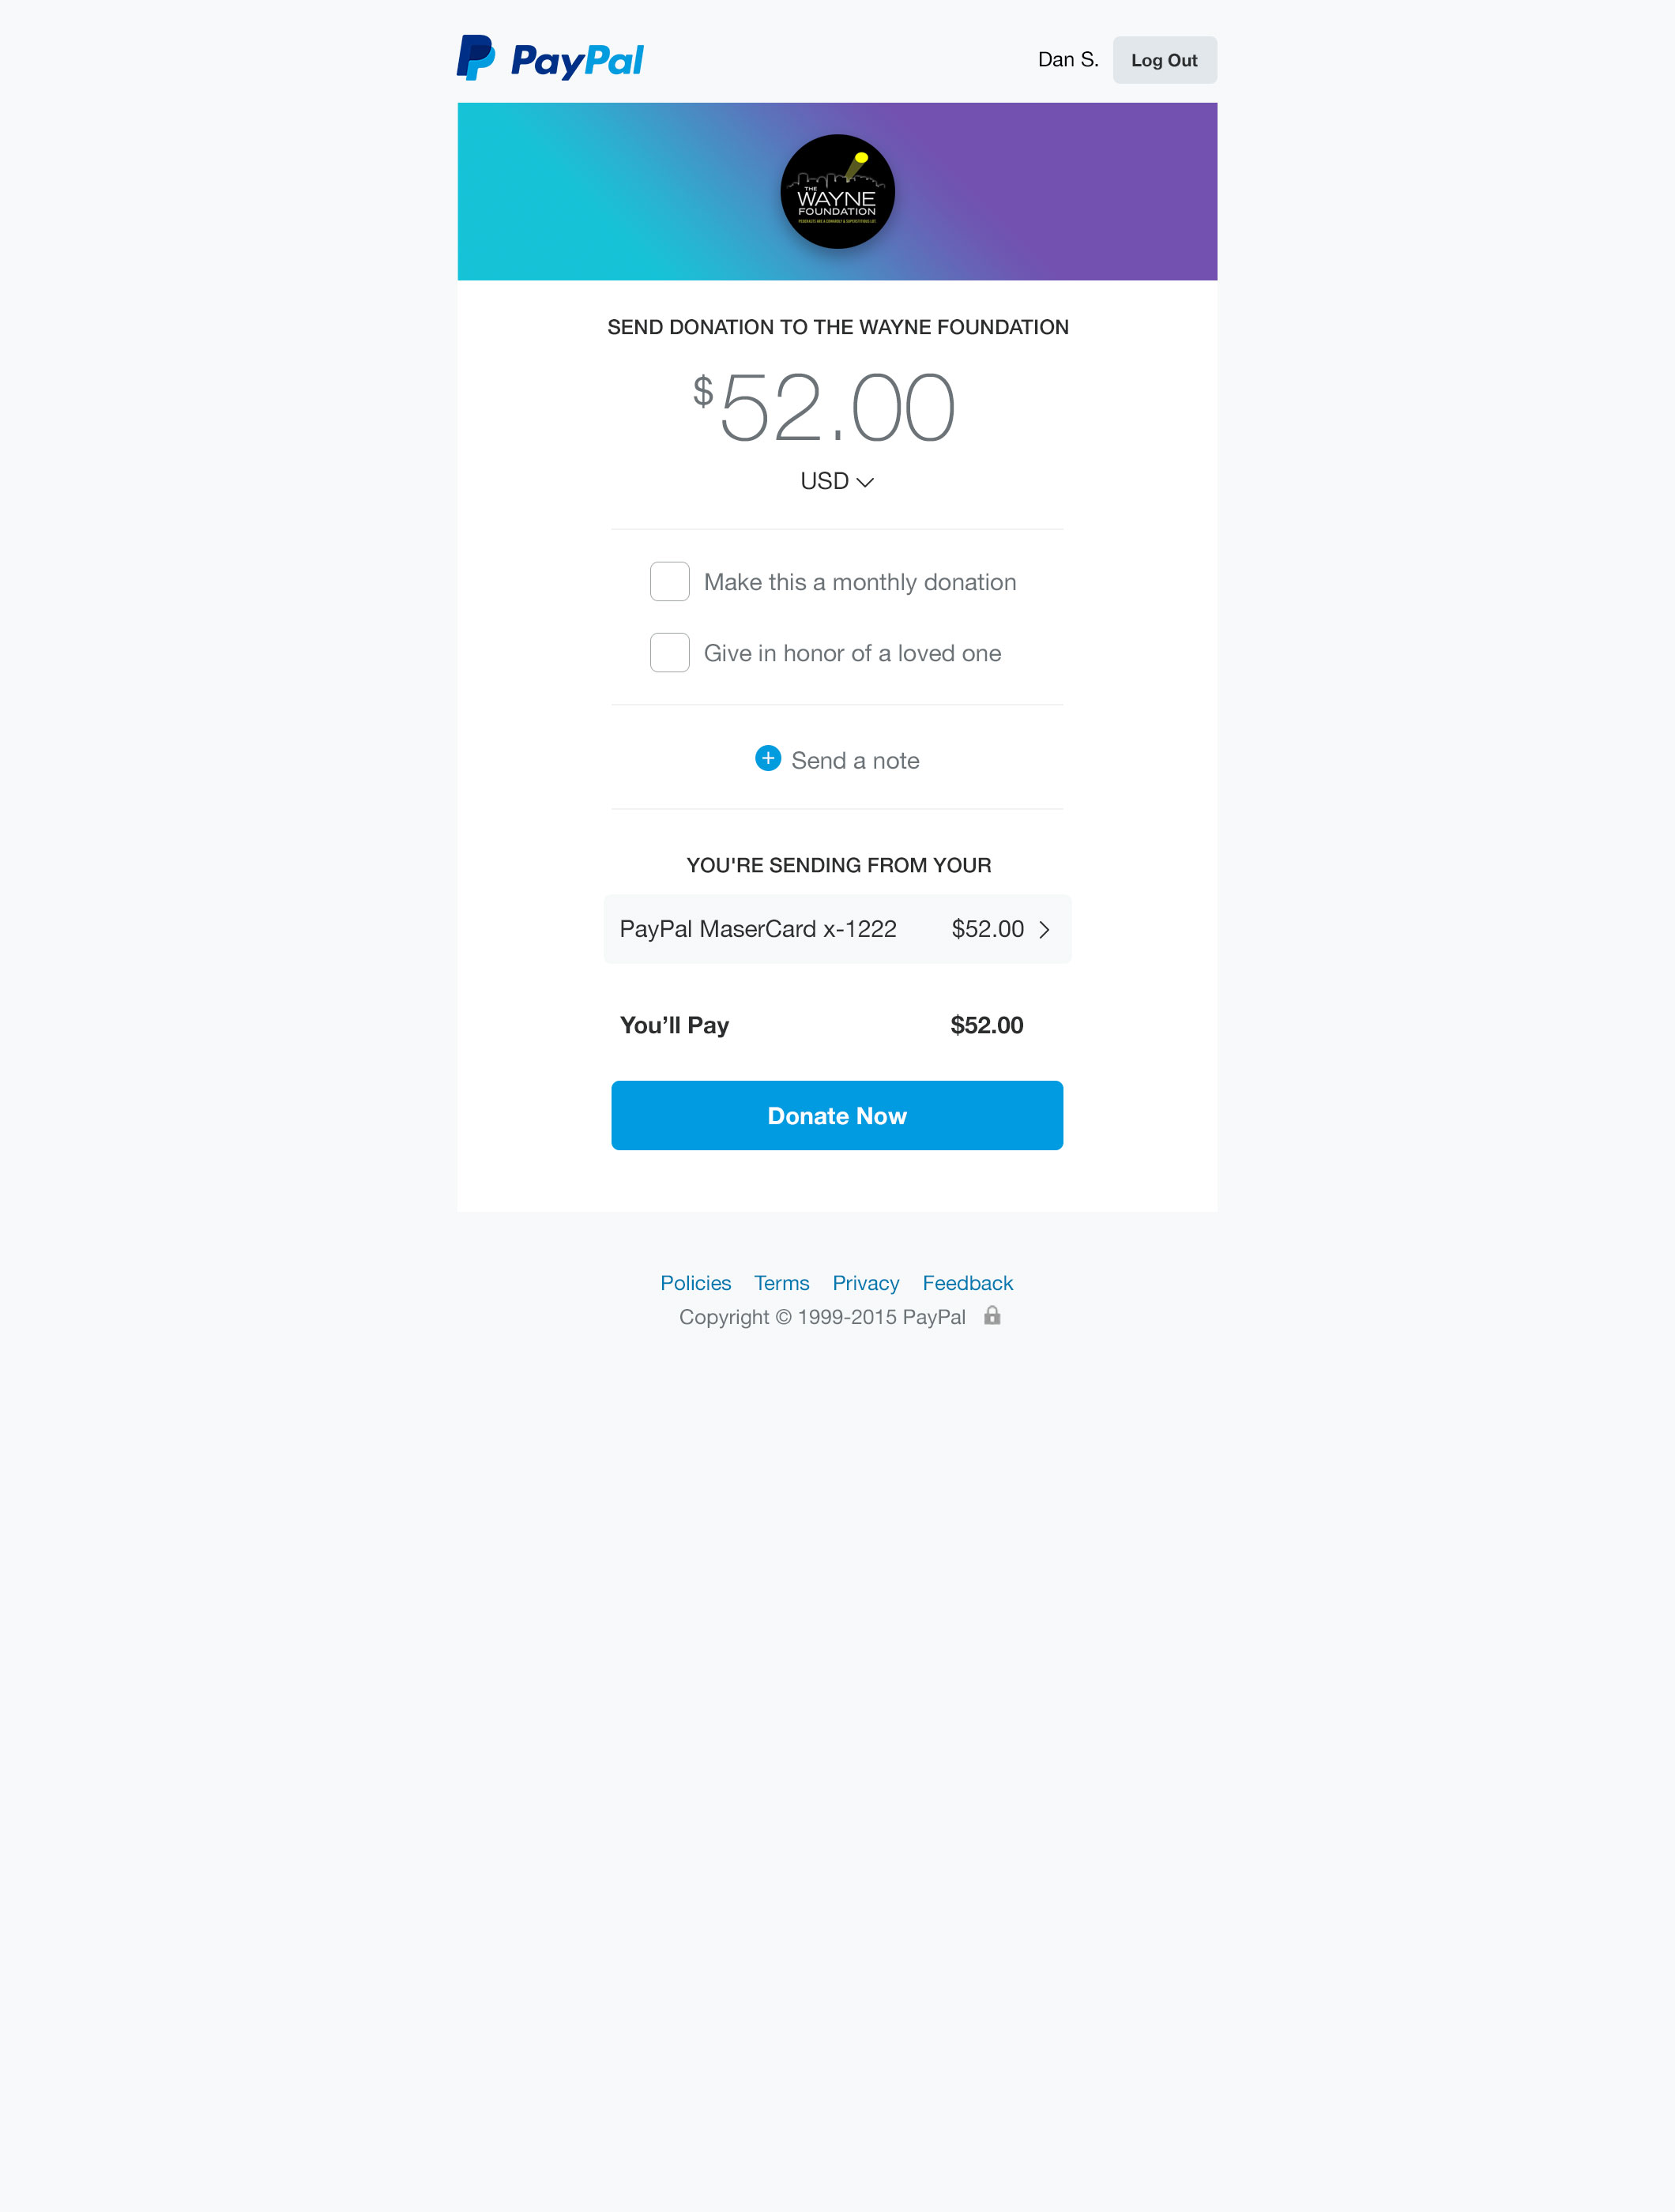 PayPal
Dan S. Log Out
THE
WAYNE
FOUNDATION
SEND DONATION TO THE WAYNE FOUNDATION
$52.00
USD
Make this a monthly donation
Give in honor of a loved one
Send a note
YOU'RE SENDING FROM YOUR
PayPal MaserCard x-1222 $52.00
You’ll Pay $52.00
Donate Now
Policies Terms Privacy Feedback
Copyright © 1999-2015 PayPal